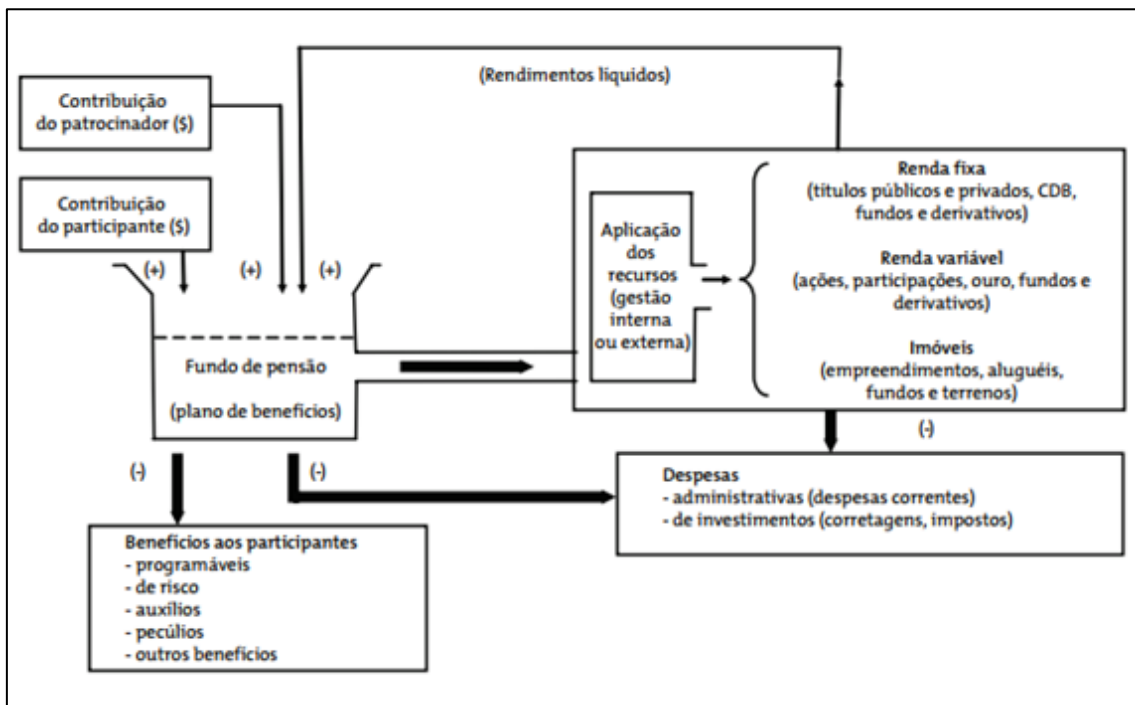 (Rendimentos líquidos)
Contribuição
do patrocinador ($)
Contribuição
do participante ($)
(+)
(+)
(+)
Fundo de pensão
(plano de benefícios)
Aplicação
dos
recursos
(gestão
interna
ou externa)
Renda fixa
(títulos públicos e privados, CDB,
fundos e derivativos)
Renda variável
(ações, participações, ouro, fundos e
derivativos)
Imóveis
(empreendimentos, aluguéis,
fundos e terrenos)
(-)
(-)
(-)
Despesas
- administrativas (despesas correntes)
- de investimentos (corretagens, impostos)
Benefícios aos participantes
- programáveis
- de risco
- auxílios
- pecúlios
- outros benefícios